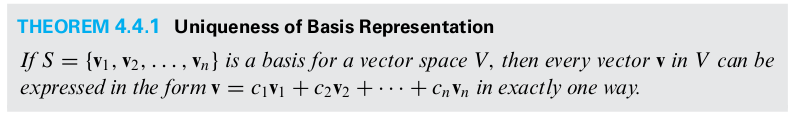 THEOREM 4.4.1 Uniqueness of Basis Representation
If S = {v₁, v₂, . . . , vₙ} is a basis for a vector space V, then every vector v in V can be
expressed in the form v = c₁v₁ + c₂v₂ + · · · + cₙvₙ in exactly one way.